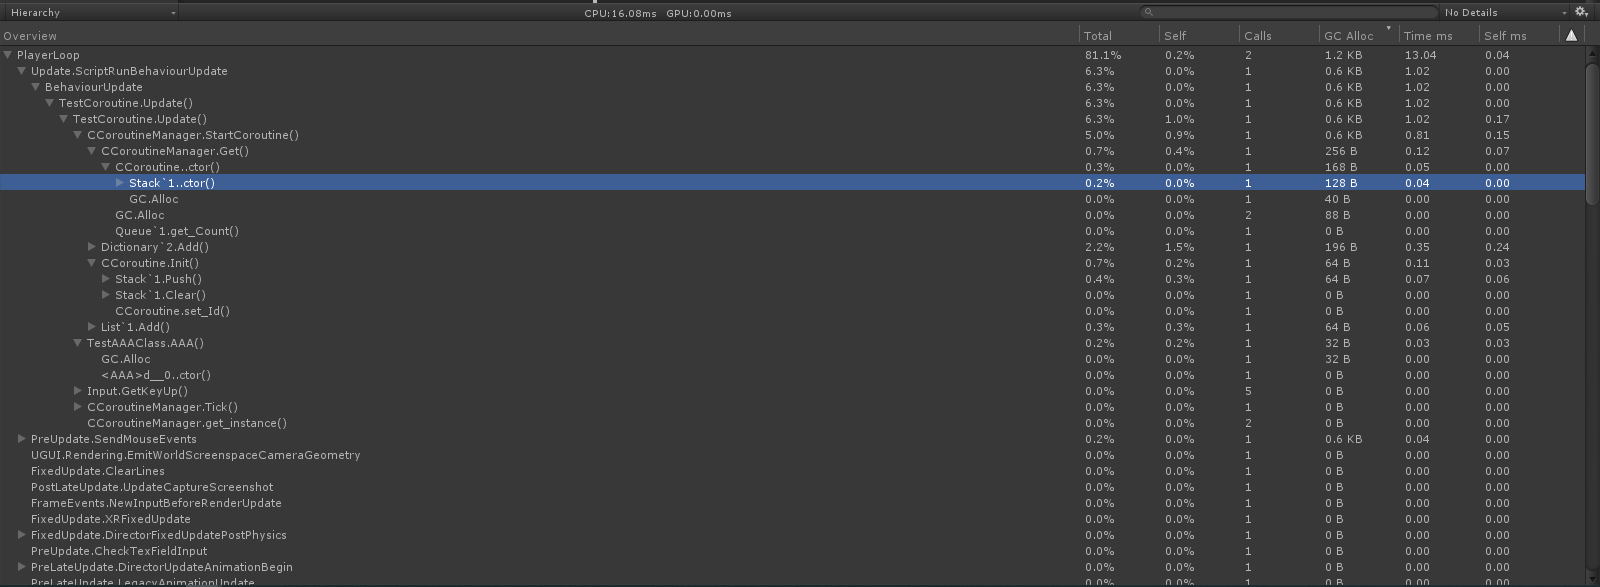 Hierarchy CPU:16.08ms GPU:0.00ms No Details
Overview Total Self Calls GC Alloc Time ms Self ms
PlayerLoop 81.1% 0.2% 2 1.2 KB 13.04 0.04
Update.ScriptRunBehaviourUpdate 6.3% 0.0% 1 0.6 KB 1.02 0.00
BehaviourUpdate 6.3% 0.0% 1 0.6 KB 1.02 0.00
TestCoroutine.Update() 6.3% 0.0% 1 0.6 KB 1.02 0.00
TestCoroutine.Update() 6.3% 1.0% 1 0.6 KB 1.02 0.17
CCoroutineManager.StartCoroutine() 5.0% 0.9% 1 0.6 KB 0.81 0.15
CCoroutineManager.Get() 0.7% 0.4% 1 256 B 0.12 0.07
CCoroutine..ctor() 0.3% 0.0% 1 168 B 0.05 0.00
Stack`1..ctor() 0.2% 0.0% 1 128 B 0.04 0.00
GC.Alloc 0.0% 0.0% 1 40 B 0.00 0.00
GC.Alloc 0.0% 0.0% 2 88 B 0.00 0.00
Queue`1.get_Count() 0.0% 0.0% 1 0 B 0.00 0.00
Dictionary`2.Add() 2.2% 1.5% 1 196 B 0.35 0.24
CCoroutine.Init() 0.7% 0.2% 1 64 B 0.11 0.03
Stack`1.Push() 0.4% 0.3% 1 64 B 0.07 0.06
Stack`1.Clear() 0.0% 0.0% 1 0 B 0.00 0.00
CCoroutine.set_Id() 0.0% 0.0% 1 0 B 0.00 0.00
List`1.Add() 0.3% 0.3% 1 64 B 0.06 0.05
TestAAAClass.AAA() 0.2% 0.2% 1 32 B 0.03 0.03
GC.Alloc 0.0% 0.0% 1 32 B 0.00 0.00
<AAA>d__0..ctor() 0.0% 0.0% 1 0 B 0.00 0.00
Input.GetKeyUp() 0.0% 0.0% 5 0 B 0.00 0.00
CCoroutineManager.Tick() 0.0% 0.0% 1 0 B 0.00 0.00
CCoroutineManager.get_instance() 0.0% 0.0% 2 0 B 0.00 0.00
PreUpdate.SendMouseEvents 0.2% 0.0% 1 0.6 KB 0.04 0.00
UGUI.Rendering.EmitWorldScreenspaceCameraGeometry 0.0% 0.0% 1 0 B 0.00 0.00
FixedUpdate.ClearLines 0.0% 0.0% 1 0 B 0.00 0.00
PostLateUpdate.UpdateCaptureScreenshot 0.0% 0.0% 1 0 B 0.00 0.00
FrameEvents.NewInputBeforeRenderUpdate 0.0% 0.0% 1 0 B 0.00 0.00
FixedUpdate.XRFixedUpdate 0.0% 0.0% 1 0 B 0.00 0.00
FixedUpdate.DirectorFixedUpdatePostPhysics 0.0% 0.0% 1 0 B 0.00 0.00
PreUpdate.CheckTexFieldInput 0.0% 0.0% 1 0 B 0.00 0.00
PreLateUpdate.DirectorUpdateAnimationBegin 0.0% 0.0% 1 0 B 0.00 0.00
PreLateUpdate.LegacyAnimationUpdate 0.0% 0.0% 1 0 B 0.00 0.00